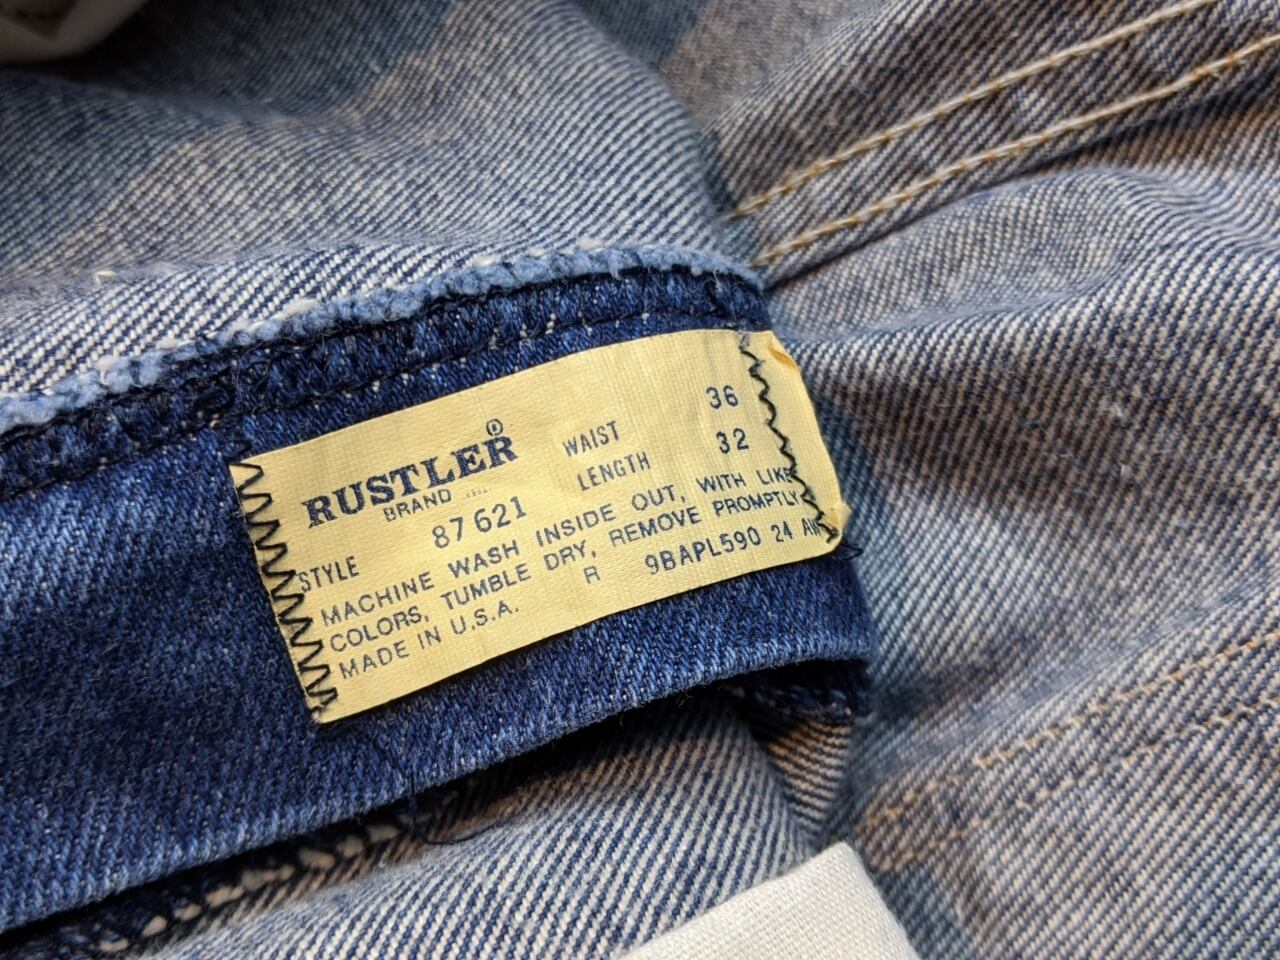 RUSTLER®
BRAND
WAIST 36
LENGTH 32
STYLE 87 621
MACHINE WASH INSIDE OUT, WITH LIKE
COLORS, TUMBLE DRY, REMOVE PROMPTLY
MADE IN U.S.A. R 9BAPL590 24